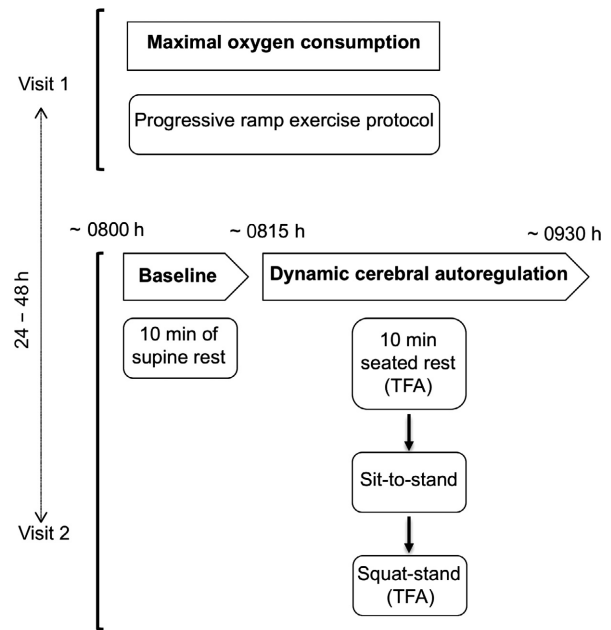 Maximal oxygen consumption
Visit 1
Progressive ramp exercise protocol
~ 0800 h
~ 0815 h
~ 0930 h
Baseline
Dynamic cerebral autoregulation
24 – 48 h
10 min of
supine rest
10 min
seated rest
(TFA)
Sit-to-stand
Visit 2
Squat-stand
(TFA)